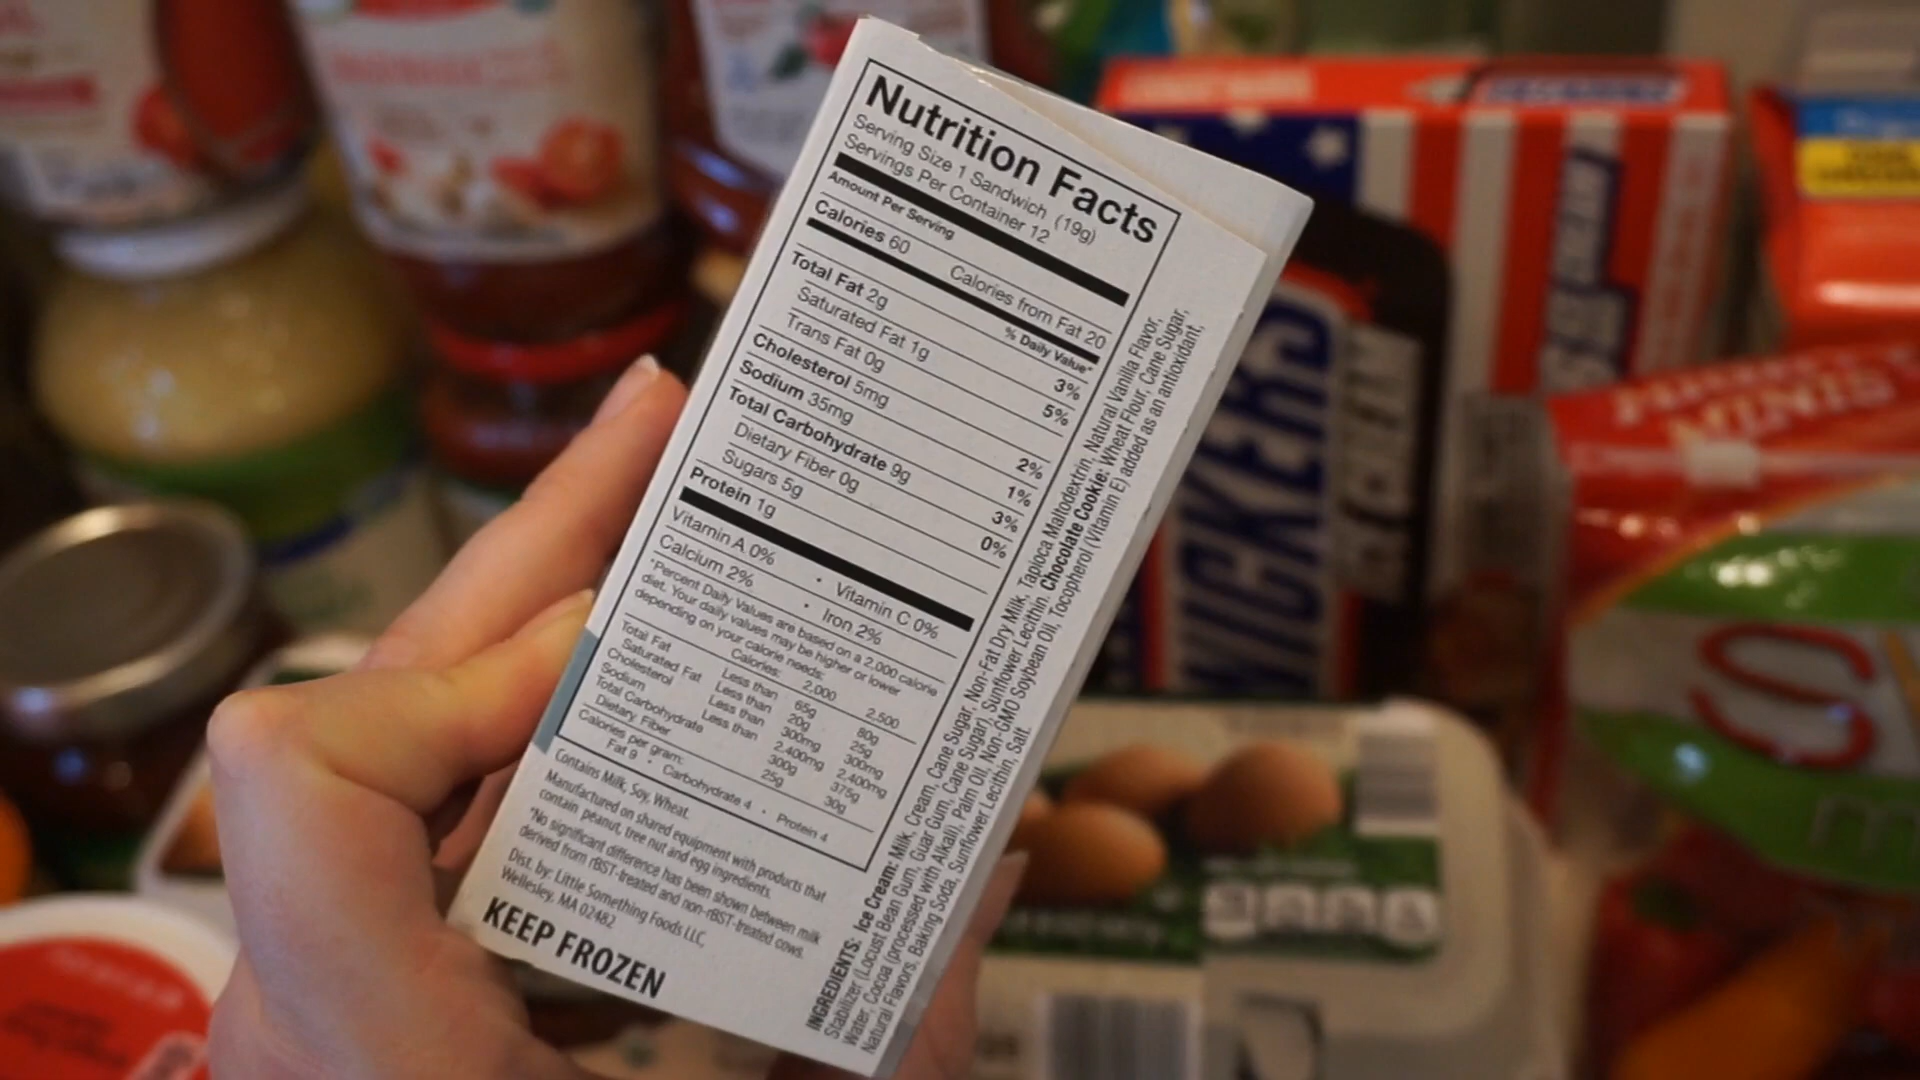 Nutrition Facts
Serving Size 1 Sandwich (19g)
Servings Per Container 12
Amount Per Serving
Calories 60 Calories from Fat 20
% Daily Value*
Total Fat 2g 3%
Saturated Fat 1g 5%
Trans Fat 0g
Cholesterol 5mg 2%
Sodium 35mg 1%
Total Carbohydrate 9g 3%
Dietary Fiber 0g 0%
Sugars 5g
Protein 1g
Vitamin A 0% • Vitamin C 0%
Calcium 2% • Iron 2%
*Percent Daily Values are based on a 2,000 calorie
diet. Your daily values may be higher or lower
depending on your calorie needs:
Calories: 2,000 2,500
Total Fat Less than 65g 80g
Saturated Fat Less than 20g 25g
Cholesterol Less than 300mg 300mg
Sodium Less than 2,400mg 2,400mg
Total Carbohydrate 300g 375g
Dietary Fiber 25g 30g
Calories per gram:
Fat 9 • Carbohydrate 4 • Protein 4
Contains Milk, Soy, Wheat.
Manufactured on shared equipment with products that
contain peanut, tree nut and egg ingredients.
*No significant difference has been shown between milk
derived from rBST-treated and non-rBST-treated cows.
Dist. by: Little Something Foods LLC,
Wellesley, MA 02482
KEEP FROZEN
INGREDIENTS: Ice Cream: Milk, Cream, Cane Sugar, Non-Fat Dry Milk, Tapioca Maltodextrin, Natural Vanilla Flavor,
Stabilizer (Locust Bean Gum, Guar Gum, Cane Sugar), Sunflower Lecithin. Chocolate Cookie: Wheat Flour, Cane Sugar,
Water, Cocoa (processed with Alkali), Palm Oil, Non-GMO Soybean Oil, Tocopherol (Vitamin E) added as an antioxidant,
Natural Flavors, Baking Soda, Sunflower Lecithin, Salt.
ICE CREAM